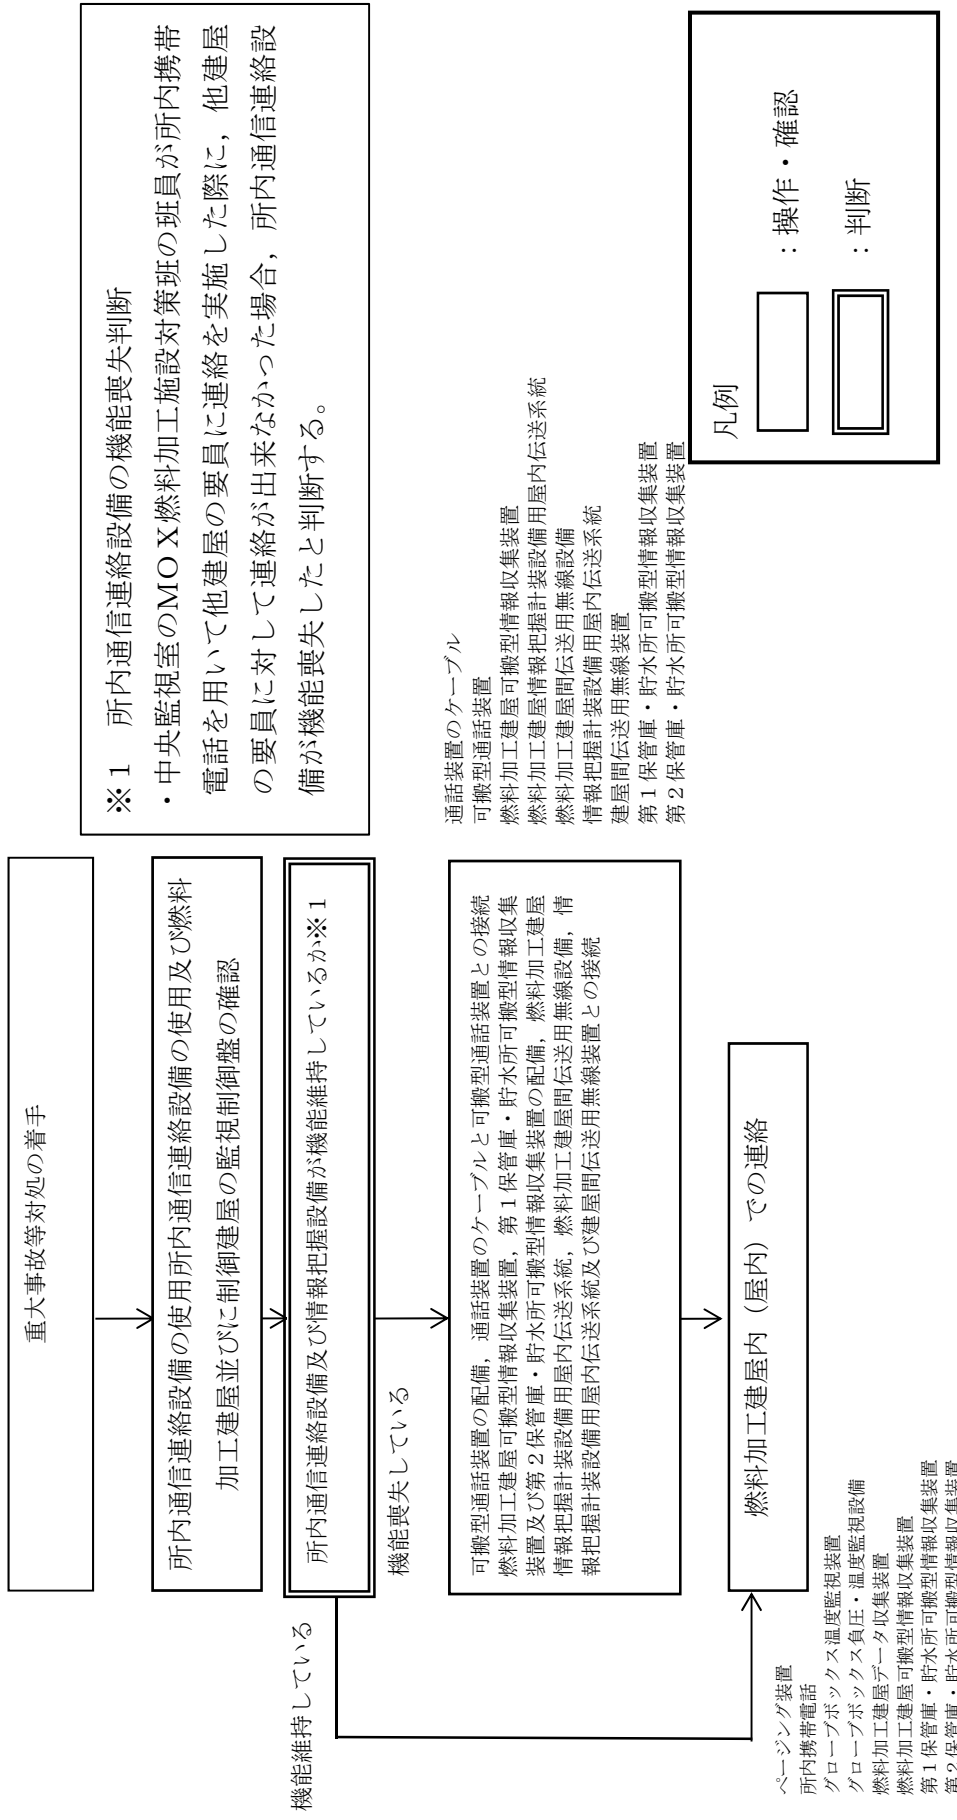 重大事故等対処の着手
所内通信連絡設備の使用所内通信連絡設備の使用及び燃料
加工建屋並びに制御建屋の監視制御盤の確認
所内通信連絡設備及び情報把握設備が機能維持しているか※１
機能維持している
機能喪失している
可搬型通話装置の配備，通話装置のケーブルと可搬型通話装置との接続
燃料加工建屋可搬型情報収集装置，第１保管庫・貯水所可搬型情報収集
装置及び第２保管庫・貯水所可搬型情報収集装置の配備，燃料加工建屋
情報把握計装設備用屋内伝送系統，燃料加工建屋間伝送用無線設備，情
報把握計装設備用屋内伝送系統及び建屋間伝送用無線装置との接続
燃料加工建屋内（屋内）での連絡
ページング装置
所内携帯電話
グローブボックス温度監視装置
グローブボックス負圧・温度監視設備
燃料加工建屋データ収集装置
燃料加工建屋可搬型情報収集装置
第１保管庫・貯水所可搬型情報収集装置
第２保管庫・貯水所可搬型情報収集装置
※１　所内通信連絡設備の機能喪失判断
・中央監視室のＭＯＸ燃料加工施設対策班の班員が所内携帯
電話を用いて他建屋の要員に連絡を実施した際に，他建屋
の要員に対して連絡が出来なかった場合，所内通信連絡設
備が機能喪失したと判断する。
通話装置のケーブル
可搬型通話装置
燃料加工建屋可搬型情報収集装置
燃料加工建屋情報把握計装設備用屋内伝送系統
燃料加工建屋間伝送用無線設備
情報把握計装設備用屋内伝送系統
建屋間伝送用無線装置
第１保管庫・貯水所可搬型情報収集装置
第２保管庫・貯水所可搬型情報収集装置
凡例
：操作・確認
：判断